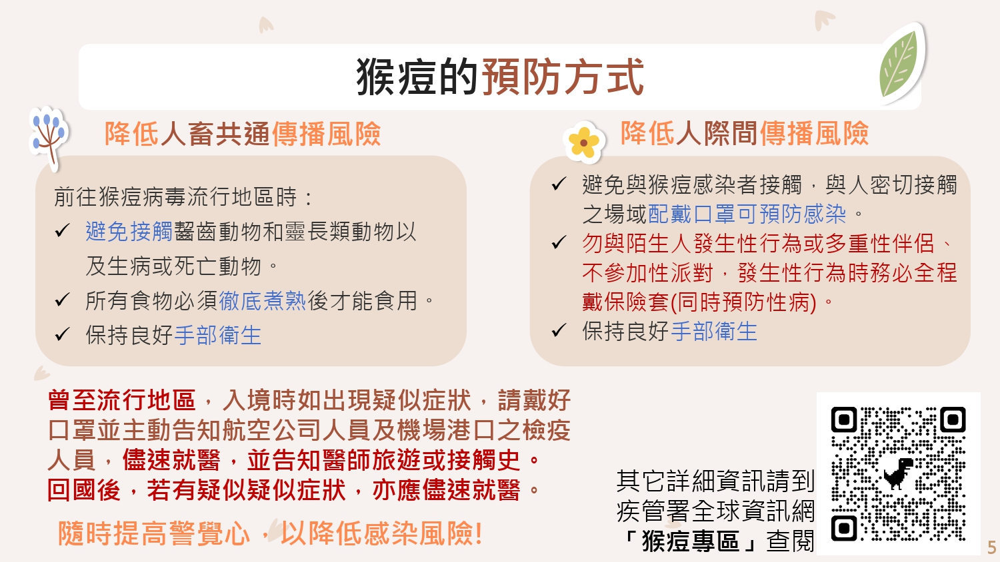 猴痘的預防方式
降低人畜共通傳播風險
前往猴痘病毒流行地區時：
✓ 避免接觸齧齒動物和靈長類動物以
及生病或死亡動物。
✓ 所有食物必須徹底煮熟後才能食用。
✓ 保持良好手部衛生
降低人際間傳播風險
✓ 避免與猴痘感染者接觸，與人密切接觸
之場域配戴口罩可預防感染。
✓ 勿與陌生人發生性行為或多重性伴侶、
不參加性派對，發生性行為時務必全程
戴保險套(同時預防性病)。
✓ 保持良好手部衛生
曾至流行地區，入境時如出現疑似症狀，請戴好
口罩並主動告知航空公司人員及機場港口之檢疫
人員，儘速就醫，並告知醫師旅遊或接觸史。
回國後，若有疑似疑似症狀，亦應儘速就醫。
隨時提高警覺心，以降低感染風險!
其它詳細資訊請到
疾管署全球資訊網
「猴痘專區」查閱
5